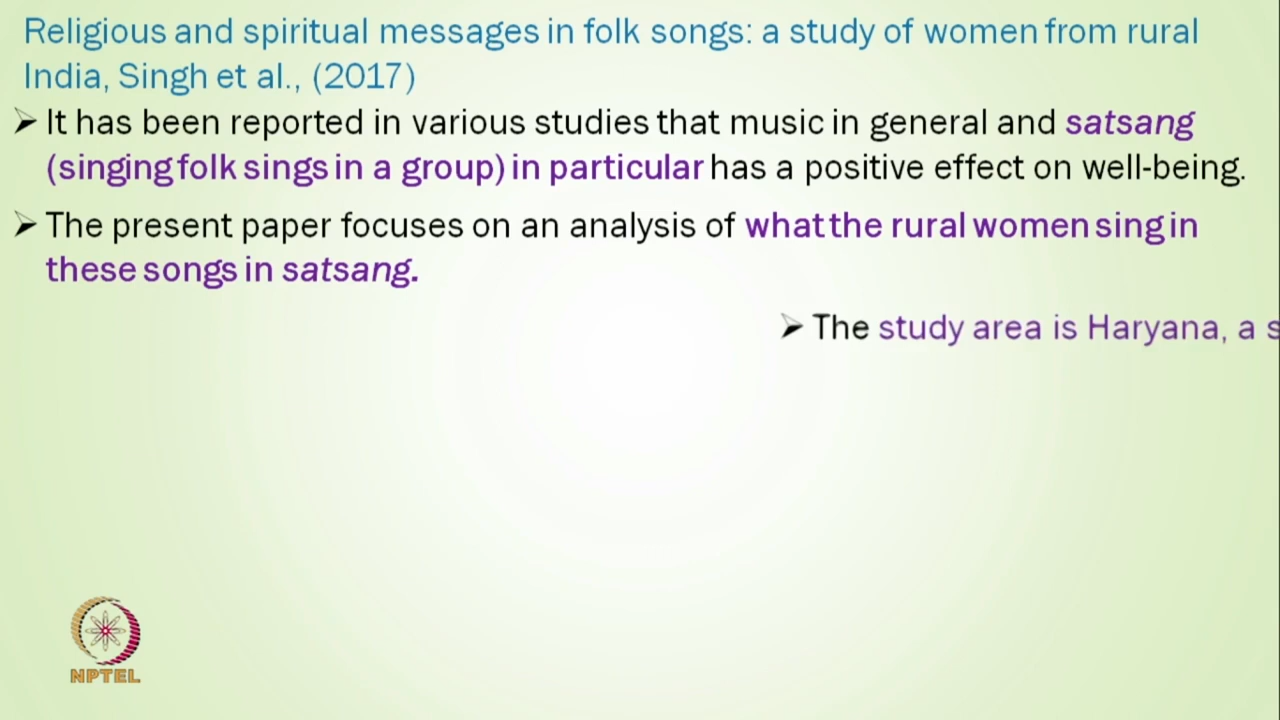 Religious and spiritual messages in folk songs: a study of women from rural
India, Singh et al., (2017)
➢ It has been reported in various studies that music in general and satsang
(singing folk sings in a group) in particular has a positive effect on well-being.
➢ The present paper focuses on an analysis of what the rural women sing in
these songs in satsang.
➢ The study area is Haryana, a s
NPTEL